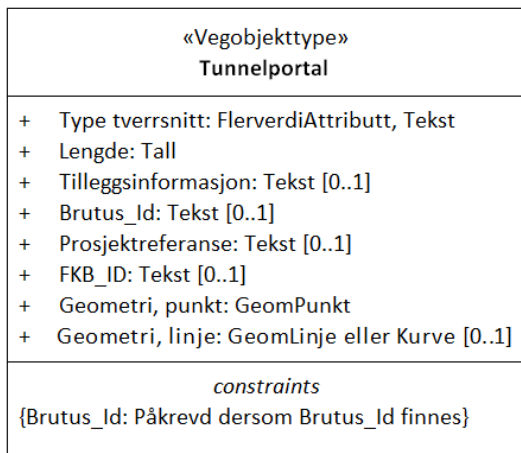 «Vegobjekttype»
Tunnelportal
+ Type tverrsnitt: FlerverdiAttributt, Tekst
+ Lengde: Tall
+ Tilleggsinformasjon: Tekst [0..1]
+ Brutus_Id: Tekst [0..1]
+ Prosjektreferanse: Tekst [0..1]
+ FKB_ID: Tekst [0..1]
+ Geometri, punkt: GeomPunkt
+ Geometri, linje: GeomLinje eller Kurve [0..1]
constraints
{Brutus_Id: Påkrevd dersom Brutus_Id finnes}